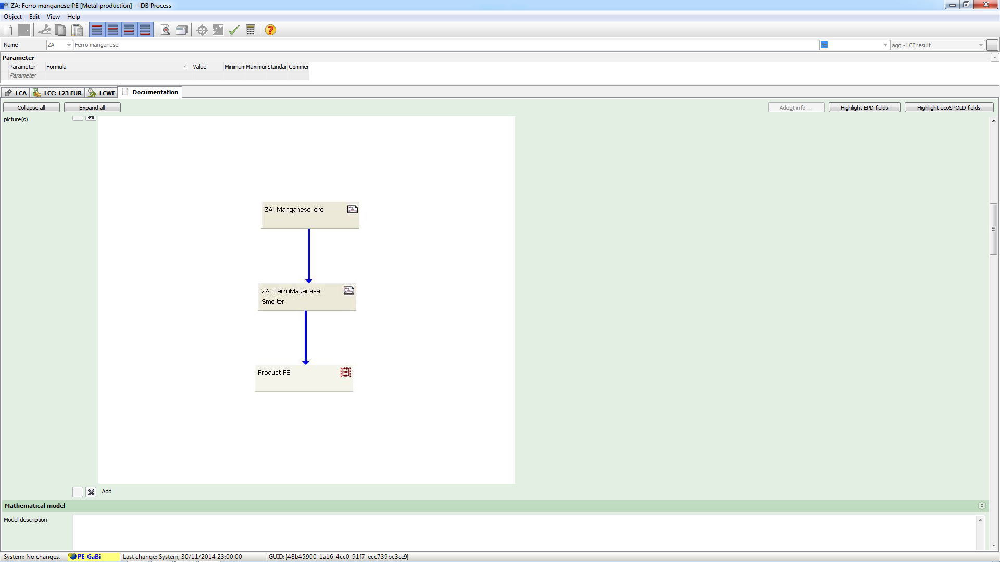 ZA: Ferro manganese PE [Metal production] -- DB Process
Object Edit View Help
Name ZA Ferro manganese PE agg - LCI result
Parameter
Parameter Formula Value Minimum Maximur Standar Commer
Parameter
LCA LCC: 123 EUR LCWE Documentation
Collapse all Expand all Adopt info ... Highlight EPD fields Highlight ecoSPOLD fields
picture(s)
ZA: Manganese ore
ZA: FerroMaganese
Smelter
Product PE
Add
Mathematical model
Model description
System: No changes. PE-GaBi Last change: System, 30/11/2014 23:00:00 GUID: {48b45900-1a16-4cc0-91f7-ecc739bc3ce9}